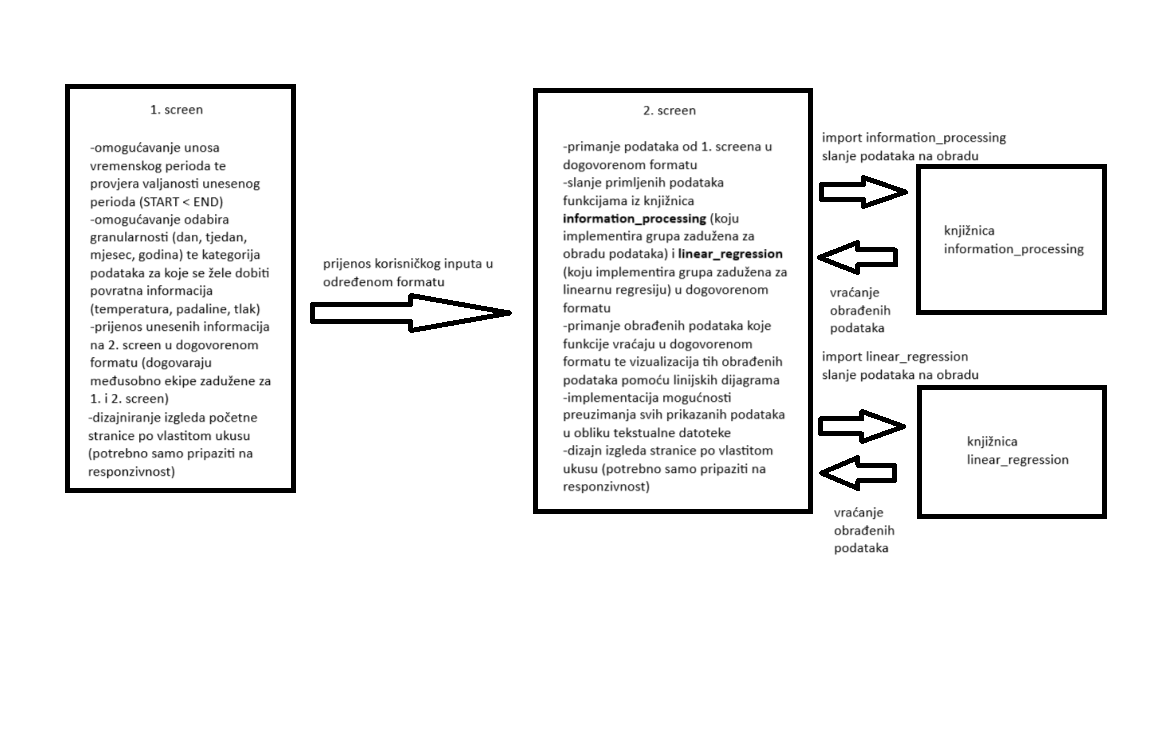 1. screen
-omogućavanje unosa
vremenskog perioda te
provjera valjanosti unesenog
perioda (START < END)
-omogućavanje odabira
granularnosti (dan, tjedan,
mjesec, godina) te kategorija
podataka za koje se žele dobiti
povratna informacija
(temperatura, padaline, tlak)
-prijenos unesenih informacija
na 2. screen u dogovorenom
formatu (dogovaraju
međusobno ekipe zadužene za
1. i 2. screen)
-dizajniranje izgleda početne
stranice po vlastitom ukusu
(potrebno samo pripaziti na
responzivnost)
prijenos korisničkog inputa u
određenom formatu
2. screen
-primanje podataka od 1. screena u
dogovorenom formatu
-slanje primljenih podataka
funkcijama iz knjižnica
information_processing (koju
implementira grupa zadužena za
obradu podataka) i linear_regression
(koju implementira grupa zadužena za
linearnu regresiju) u dogovorenom
formatu
-primanje obrađenih podataka koje
funkcije vraćaju u dogovorenom
formatu te vizualizacija tih obrađenih
podataka pomoću linijskih dijagrama
-implementacija mogućnosti
preuzimanja svih prikazanih podataka
u obliku tekstualne datoteke
-dizajn izgleda stranice po vlastitom
ukusu (potrebno samo pripaziti na
responzivnost)
import information_processing
slanje podataka na obradu
knjižnica
information_processing
vraćanje
obrađenih
podataka
import linear_regression
slanje podataka na obradu
knjižnica
linear_regression
vraćanje
obrađenih
podataka